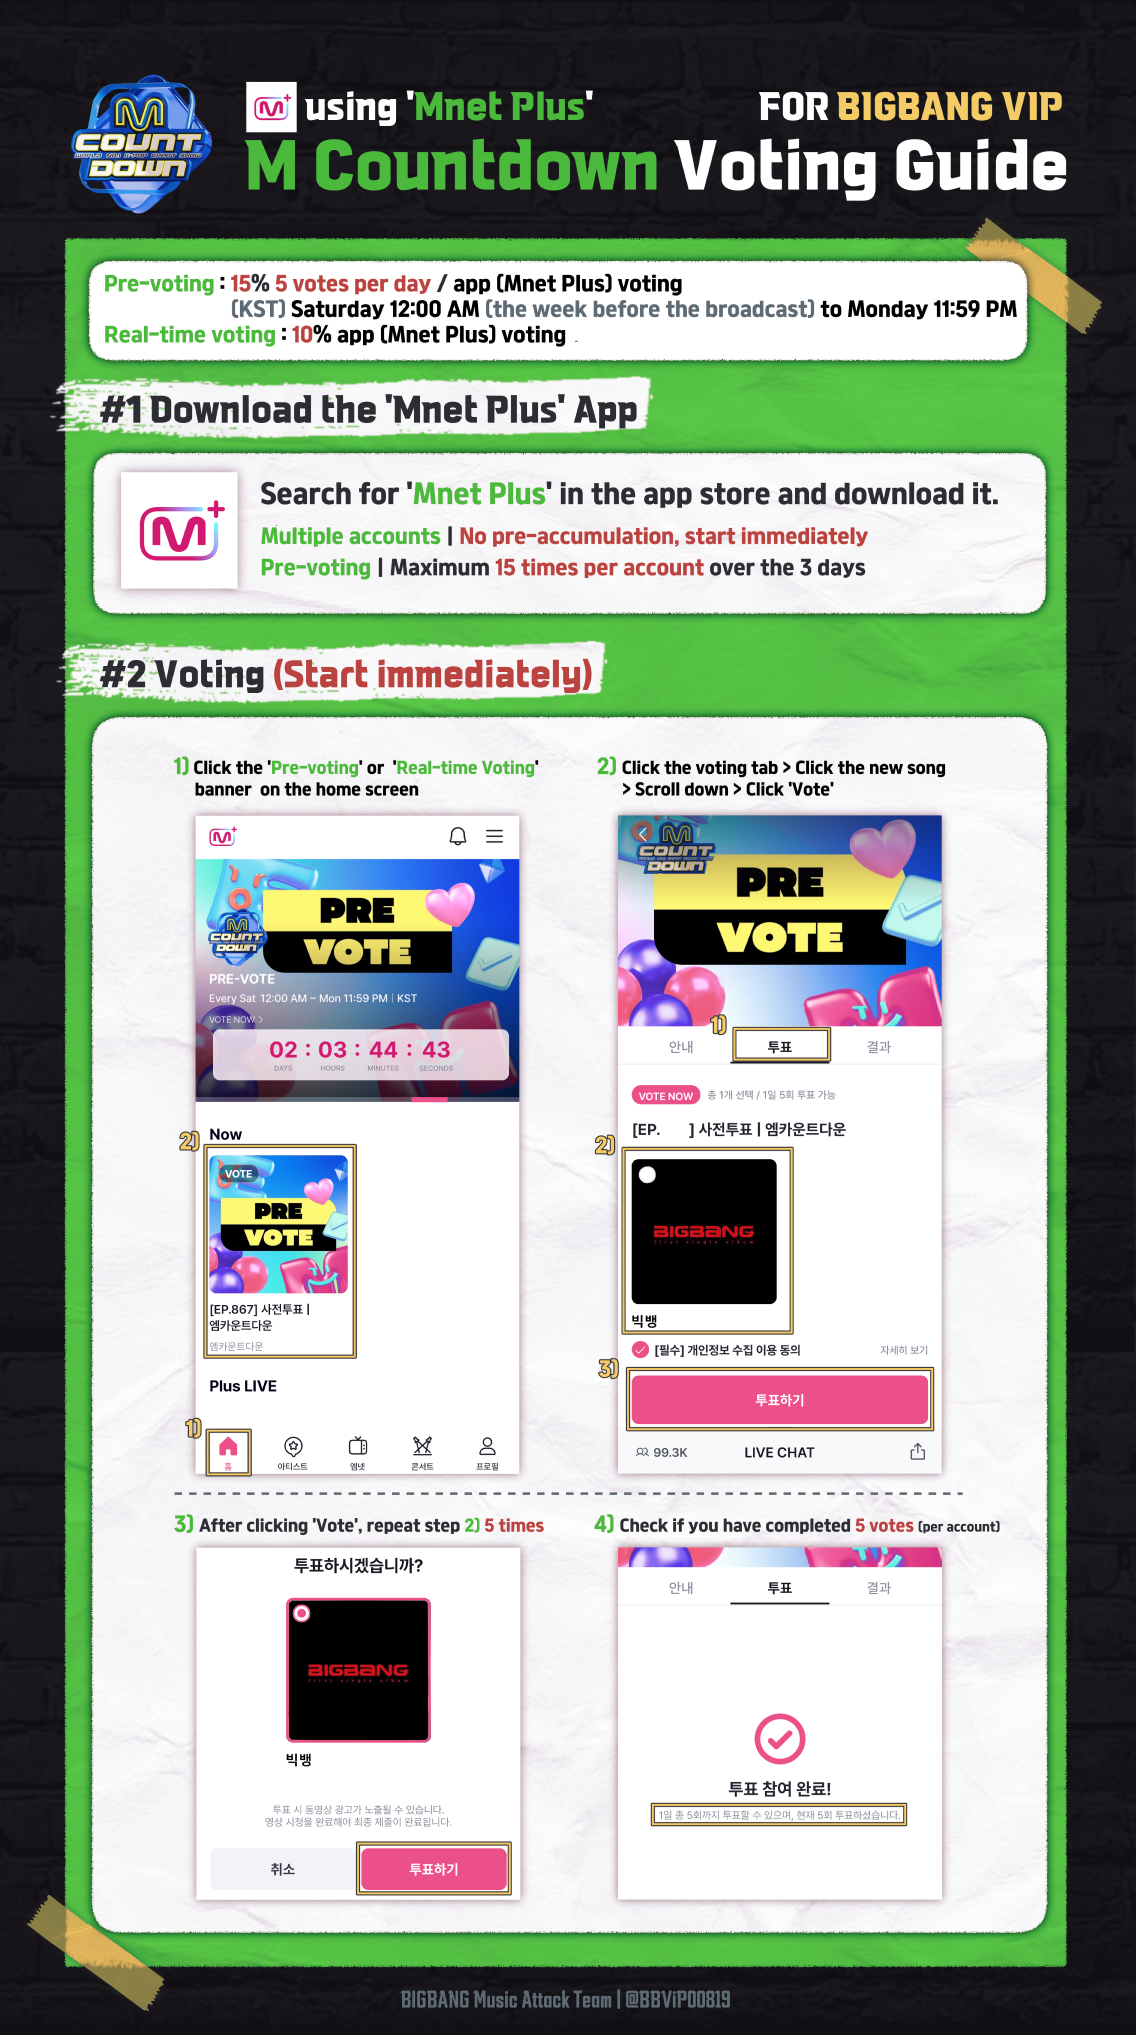 M COUNT DOWN
WORLD NO.1 K-POP CHART SHOW
M+ using 'Mnet Plus'
FOR BIGBANG VIP
M Countdown Voting Guide
Pre-voting : 15% 5 votes per day / app (Mnet Plus) voting
(KST) Saturday 12:00 AM (the week before the broadcast) to Monday 11:59 PM
Real-time voting : 10% app (Mnet Plus) voting
#1 Download the 'Mnet Plus' App
M+
Search for 'Mnet Plus' in the app store and download it.
Multiple accounts | No pre-accumulation, start immediately
Pre-voting | Maximum 15 times per account over the 3 days
#2 Voting (Start immediately)
1) Click the 'Pre-voting' or 'Real-time Voting'
banner on the home screen
M+
M COUNT DOWN
PRE
VOTE
PRE-VOTE
Every Sat 12:00 AM ~ Mon 11:59 PM | KST
VOTE NOW >
02 : 03 : 44 : 43
DAYS HOURS MINUTES SECONDS
Now
2)
VOTE
PRE
VOTE
[EP.867] 사전투표 |
엠카운트다운
엠카운트다운
Plus LIVE
1)
홈 아티스트 엠넷 콘서트 프로필
2) Click the voting tab > Click the new song
> Scroll down > Click 'Vote'
M COUNT DOWN
PRE
VOTE
1)
안내 투표 결과
VOTE NOW 총 1개 선택 / 1일 5회 투표 가능
[EP. ] 사전투표 | 엠카운트다운
2)
BIGBANG
first single album
빅뱅
[필수] 개인정보 수집 이용 동의 자세히 보기
3)
투표하기
99.3K LIVE CHAT
3) After clicking 'Vote', repeat step 2) 5 times
투표하시겠습니까?
BIGBANG
first single album
빅뱅
투표 시 동영상 광고가 노출될 수 있습니다.
영상 시청을 완료해야 최종 제출이 완료됩니다.
취소 투표하기
4) Check if you have completed 5 votes (per account)
안내 투표 결과
투표 참여 완료!
1일 총 5회까지 투표할 수 있으며, 현재 5회 투표하셨습니다.
BIGBANG Music Attack Team | @BBViP00819